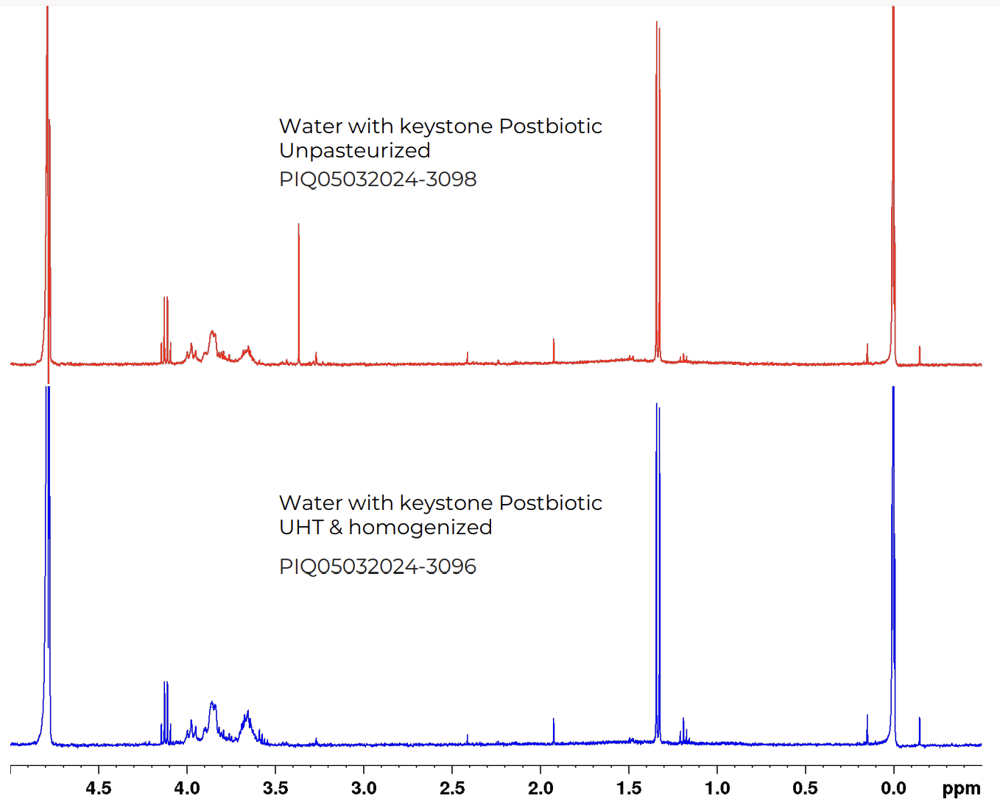 Water with keystone Postbiotic
Unpasteurized
PIQ05032024-3098
Water with keystone Postbiotic
UHT & homogenized
PIQ05032024-3096
4.5 4.0 3.5 3.0 2.5 2.0 1.5 1.0 0.5 0.0 ppm